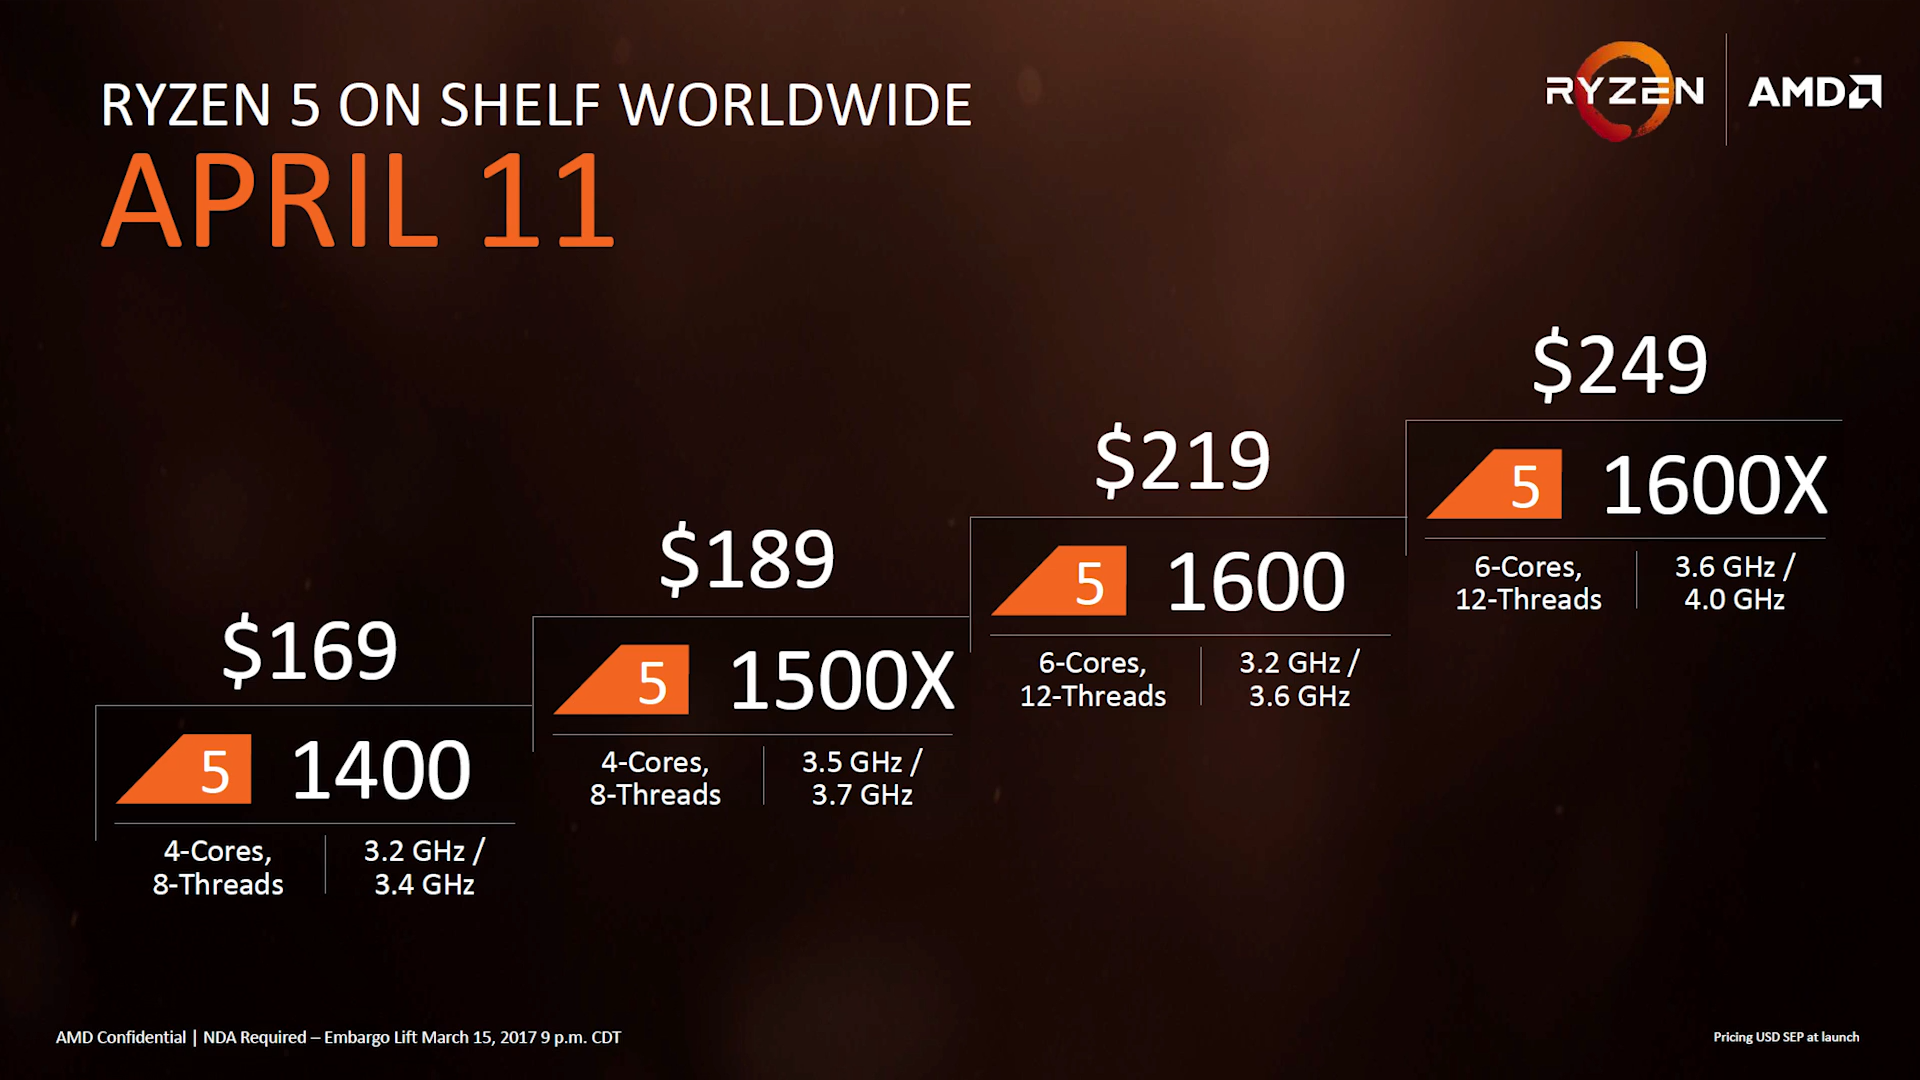 RYZEN 5 ON SHELF WORLDWIDE
APRIL 11
RYZEN
AMD
$169
5 1400
4-Cores,
8-Threads
3.2 GHz /
3.4 GHz
$189
5 1500X
4-Cores,
8-Threads
3.5 GHz /
3.7 GHz
$219
5 1600
6-Cores,
12-Threads
3.2 GHz /
3.6 GHz
$249
5 1600X
6-Cores,
12-Threads
3.6 GHz /
4.0 GHz
AMD Confidential | NDA Required – Embargo Lift March 15, 2017 9 p.m. CDT
Pricing USD SEP at launch